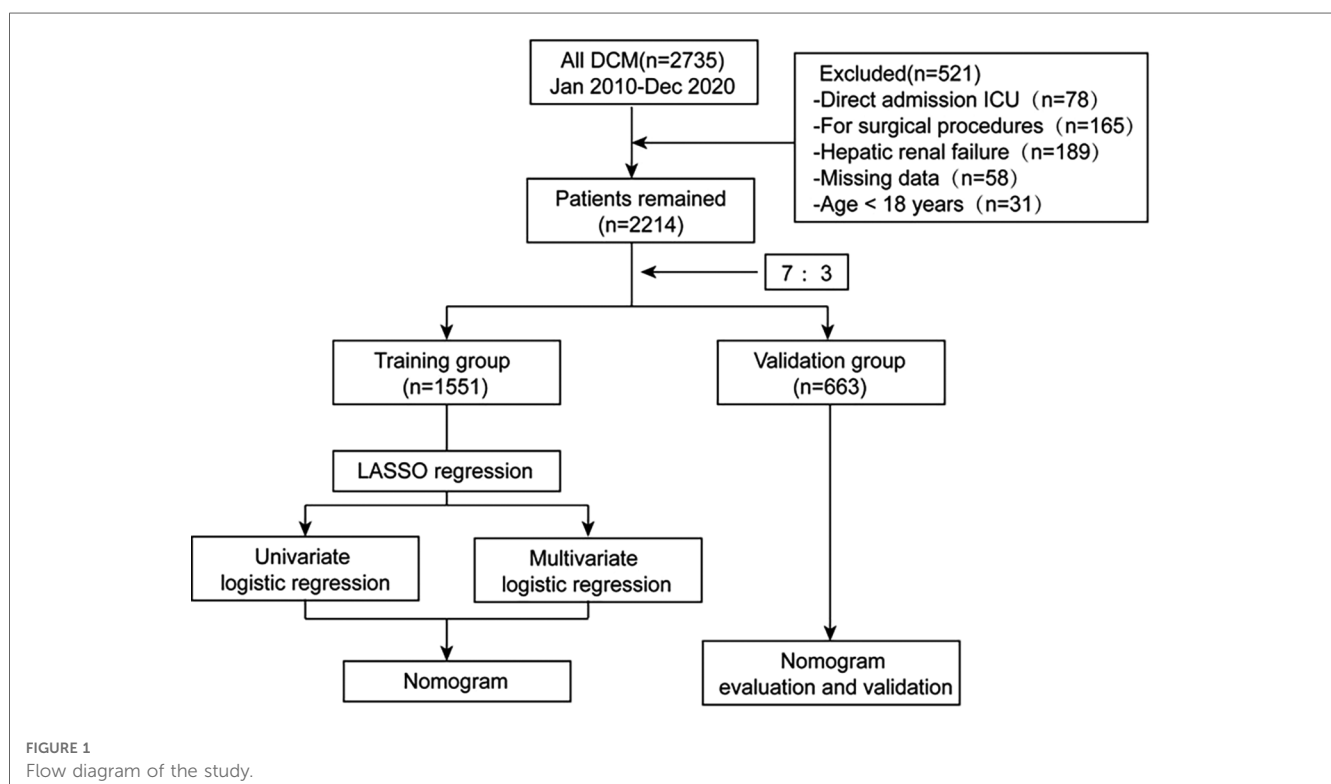 All DCM(n=2735)
Jan 2010-Dec 2020
Excluded(n=521)
-Direct admission ICU（n=78）
-For surgical procedures（n=165）
-Hepatic renal failure（n=189）
-Missing data（n=58）
-Age < 18 years（n=31）
Patients remained
(n=2214)
7： 3
Training group
(n=1551)
Validation group
(n=663)
LASSO regression
Univariate
logistic regression
Multivariate
logistic regression
Nomogram
Nomogram
evaluation and validation
FIGURE 1
Flow diagram of the study.